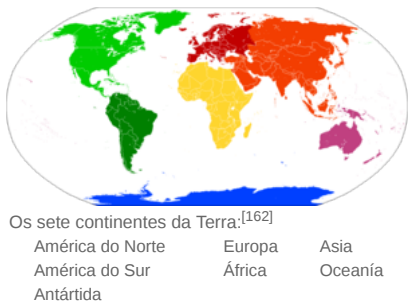 Os sete continentes da Terra:[162]
América do Norte Europa Asia
América do Sur África Oceanía
Antártida